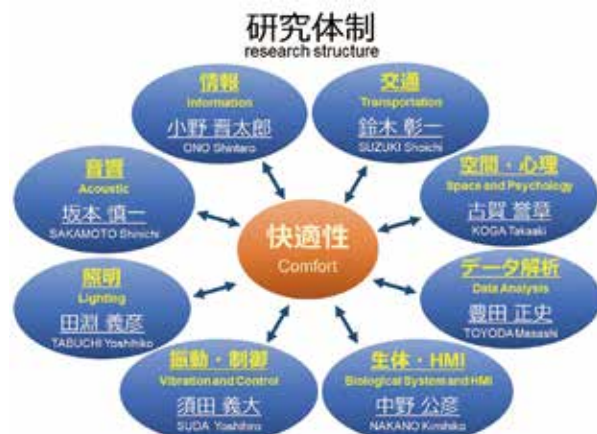 研究体制
research structure
情報
Information
小野 晋太郎
ONO Shintaro
交通
Transportation
鈴木 彰一
SUZUKI Shoichi
音響
Acoustic
坂本 慎一
SAKAMOTO Shinichi
空間・心理
Space and Psychology
古賀 誉章
KOGA Takaaki
快適性
Comfort
照明
Lighting
田淵 義彦
TABUCHI Yoshihiko
データ解析
Data Analysis
豊田 正史
TOYODA Masashi
振動・制御
Vibration and Control
須田 義大
SUDA Yoshihiro
生体・HMI
Biological System and HMI
中野 公彦
NAKANO Kimihiko